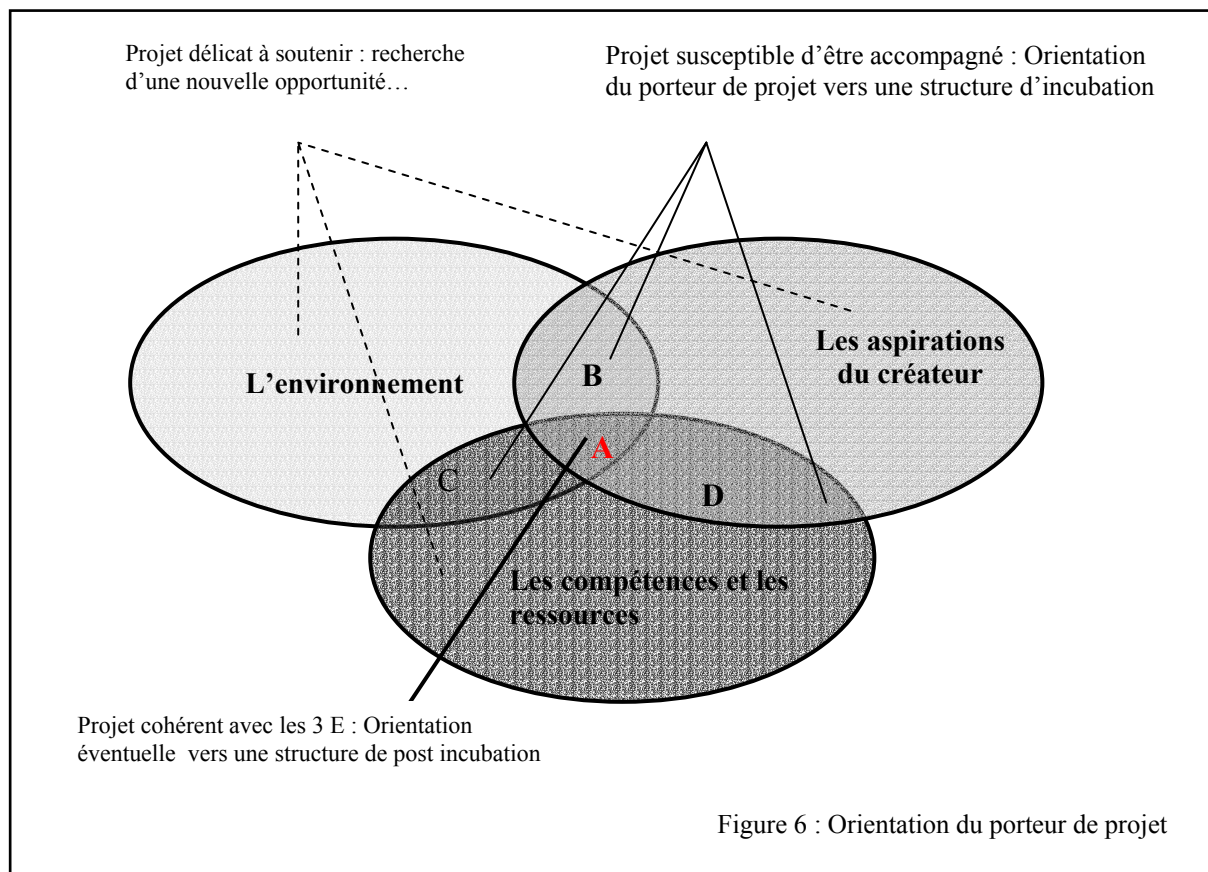 Projet délicat à soutenir : recherche
d’une nouvelle opportunité…
Projet susceptible d’être accompagné : Orientation
du porteur de projet vers une structure d’incubation
L’environnement
Les aspirations
du créateur
B
A
C
D
Les compétences et les
ressources
Projet cohérent avec les 3 E : Orientation
éventuelle vers une structure de post incubation
Figure 6 : Orientation du porteur de projet